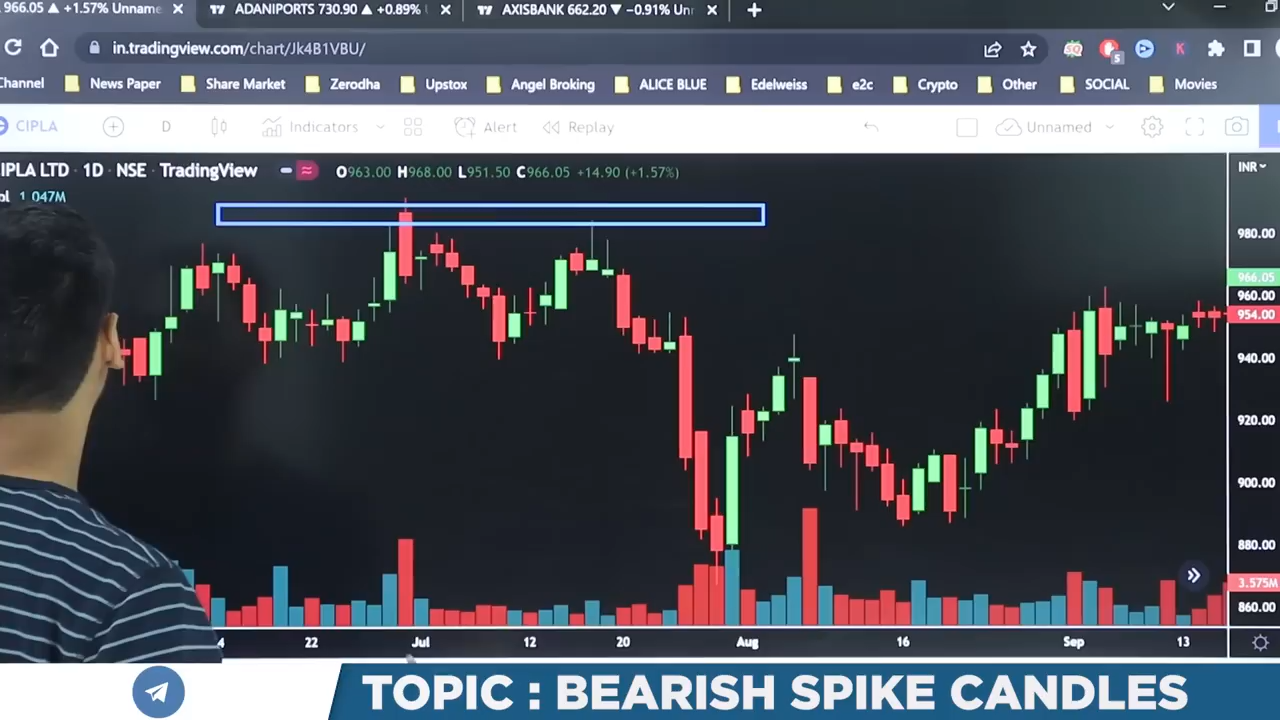 966.05 ▲ +1.57% Unname
ADANIPORTS 730.90 ▲ +0.89%
AXISBANK 662.20 ▼ −0.91% Un
in.tradingview.com/chart/Jk4B1VBU/
5
K
Channel
News Paper
Share Market
Zerodha
Upstox
Angel Broking
ALICE BLUE
Edelweiss
e2c
Crypto
Other
SOCIAL
Movies
CIPLA
D
Indicators
Alert
Replay
Unnamed
IPLA LTD · 1D · NSE · TradingView
O963.00 H968.00 L951.50 C966.05 +14.90 (+1.57%)
INR
ol 1.047M
980.00
966.05
960.00
954.00
940.00
920.00
900.00
880.00
3.575M
860.00
4 22 Jul 12 20 Aug 16 Sep 13
TOPIC : BEARISH SPIKE CANDLES